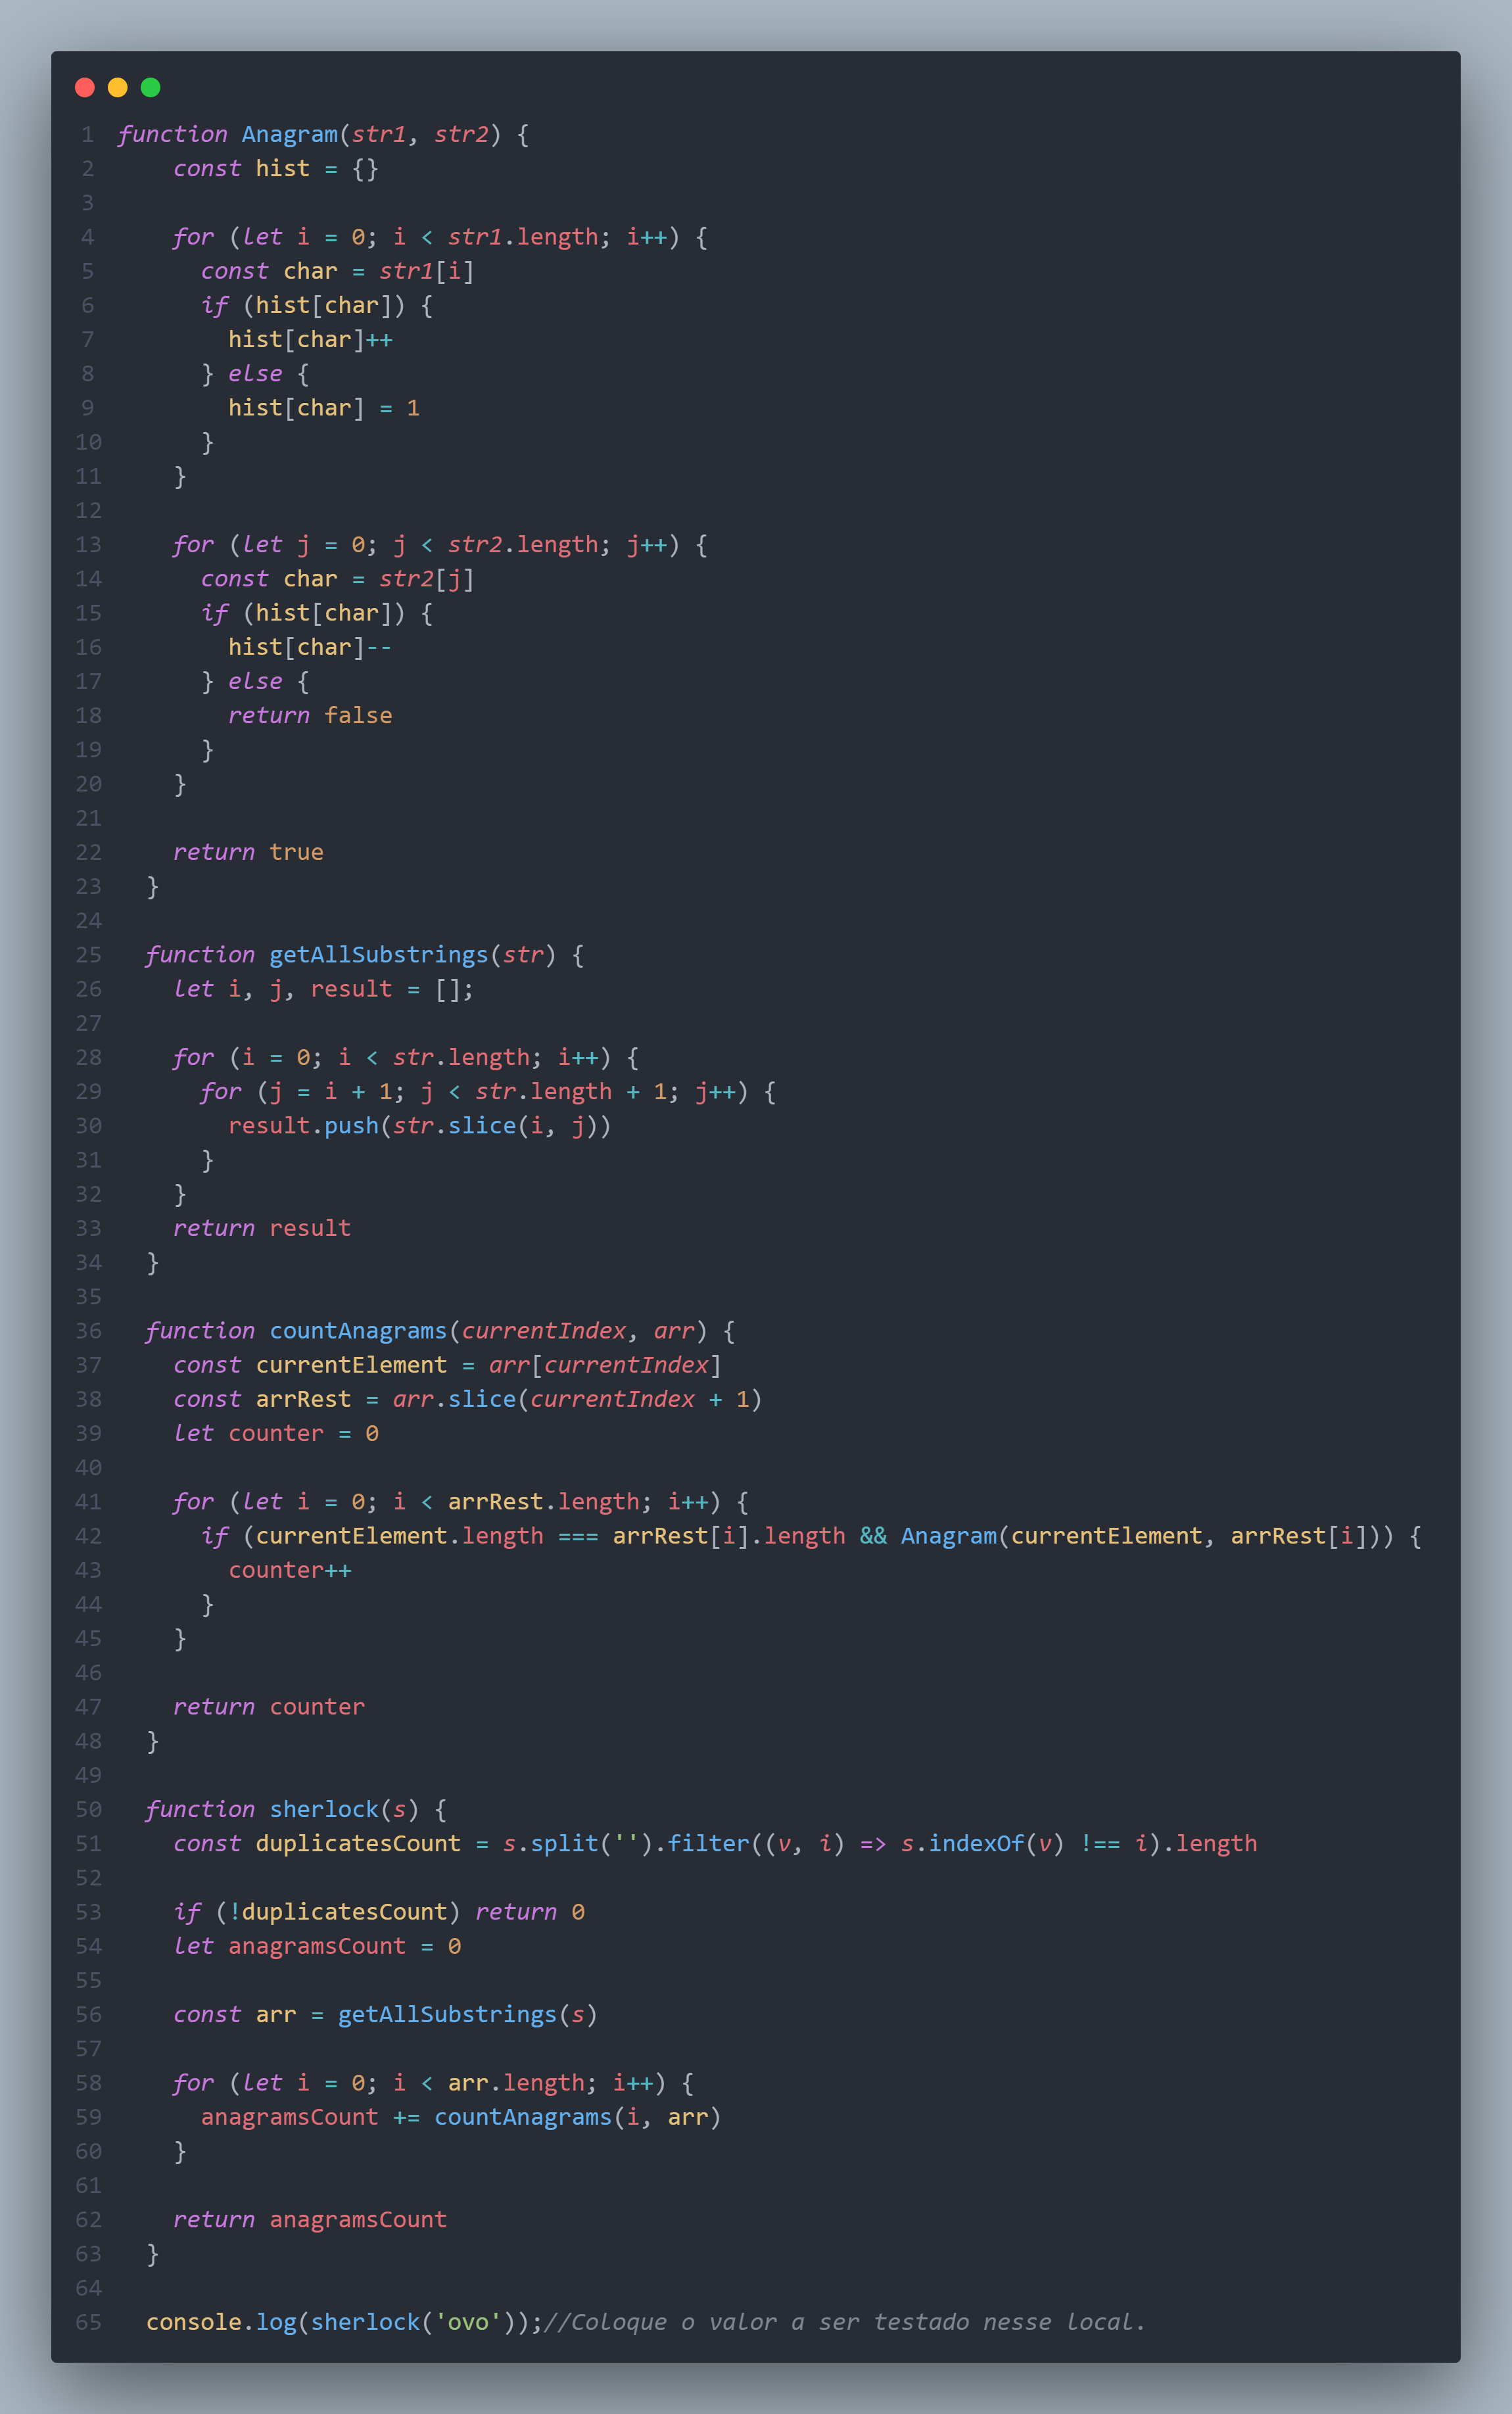 1 function Anagram(str1, str2) {
2 const hist = {}
3
4 for (let i = 0; i < str1.length; i++) {
5 const char = str1[i]
6 if (hist[char]) {
7 hist[char]++
8 } else {
9 hist[char] = 1
10 }
11 }
12
13 for (let j = 0; j < str2.length; j++) {
14 const char = str2[j]
15 if (hist[char]) {
16 hist[char]--
17 } else {
18 return false
19 }
20 }
21
22 return true
23 }
24
25 function getAllSubstrings(str) {
26 let i, j, result = [];
27
28 for (i = 0; i < str.length; i++) {
29 for (j = i + 1; j < str.length + 1; j++) {
30 result.push(str.slice(i, j))
31 }
32 }
33 return result
34 }
35
36 function countAnagrams(currentIndex, arr) {
37 const currentElement = arr[currentIndex]
38 const arrRest = arr.slice(currentIndex + 1)
39 let counter = 0
40
41 for (let i = 0; i < arrRest.length; i++) {
42 if (currentElement.length === arrRest[i].length && Anagram(currentElement, arrRest[i])) {
43 counter++
44 }
45 }
46
47 return counter
48 }
49
50 function sherlock(s) {
51 const duplicatesCount = s.split('').filter((v, i) => s.indexOf(v) !== i).length
52
53 if (!duplicatesCount) return 0
54 let anagramsCount = 0
55
56 const arr = getAllSubstrings(s)
57
58 for (let i = 0; i < arr.length; i++) {
59 anagramsCount += countAnagrams(i, arr)
60 }
61
62 return anagramsCount
63 }
64
65 console.log(sherlock('ovo'));//Coloque o valor a ser testado nesse local.